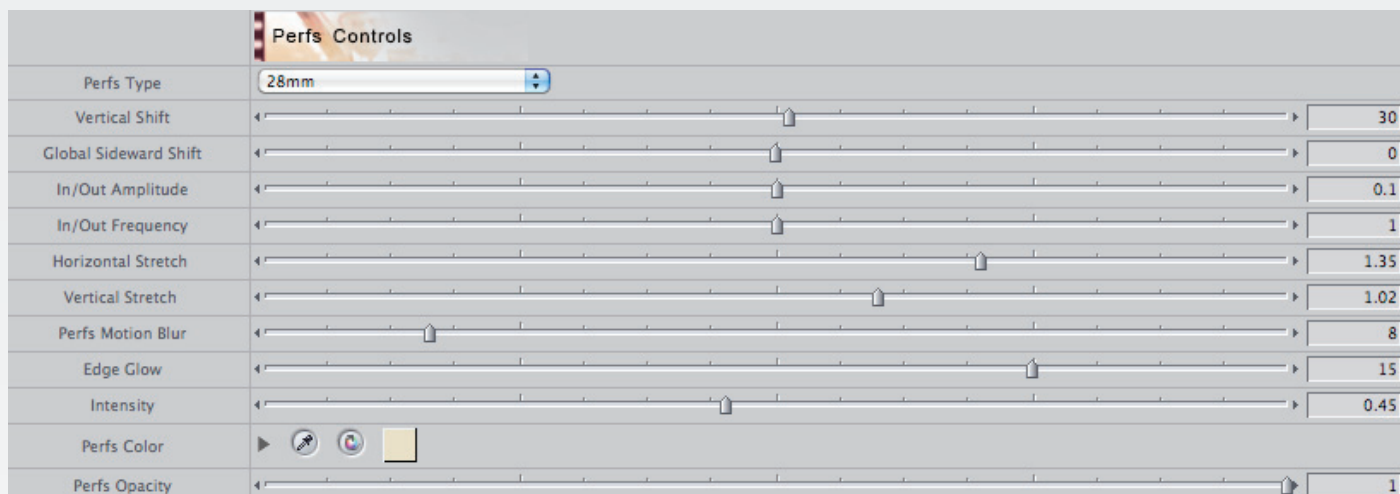 Perfs Controls
Perfs Type 28mm
Vertical Shift 30
Global Sideward Shift 0
In/Out Amplitude 0.1
In/Out Frequency 1
Horizontal Stretch 1.35
Vertical Stretch 1.02
Perfs Motion Blur 8
Edge Glow 15
Intensity 0.45
Perfs Color
Perfs Opacity 1